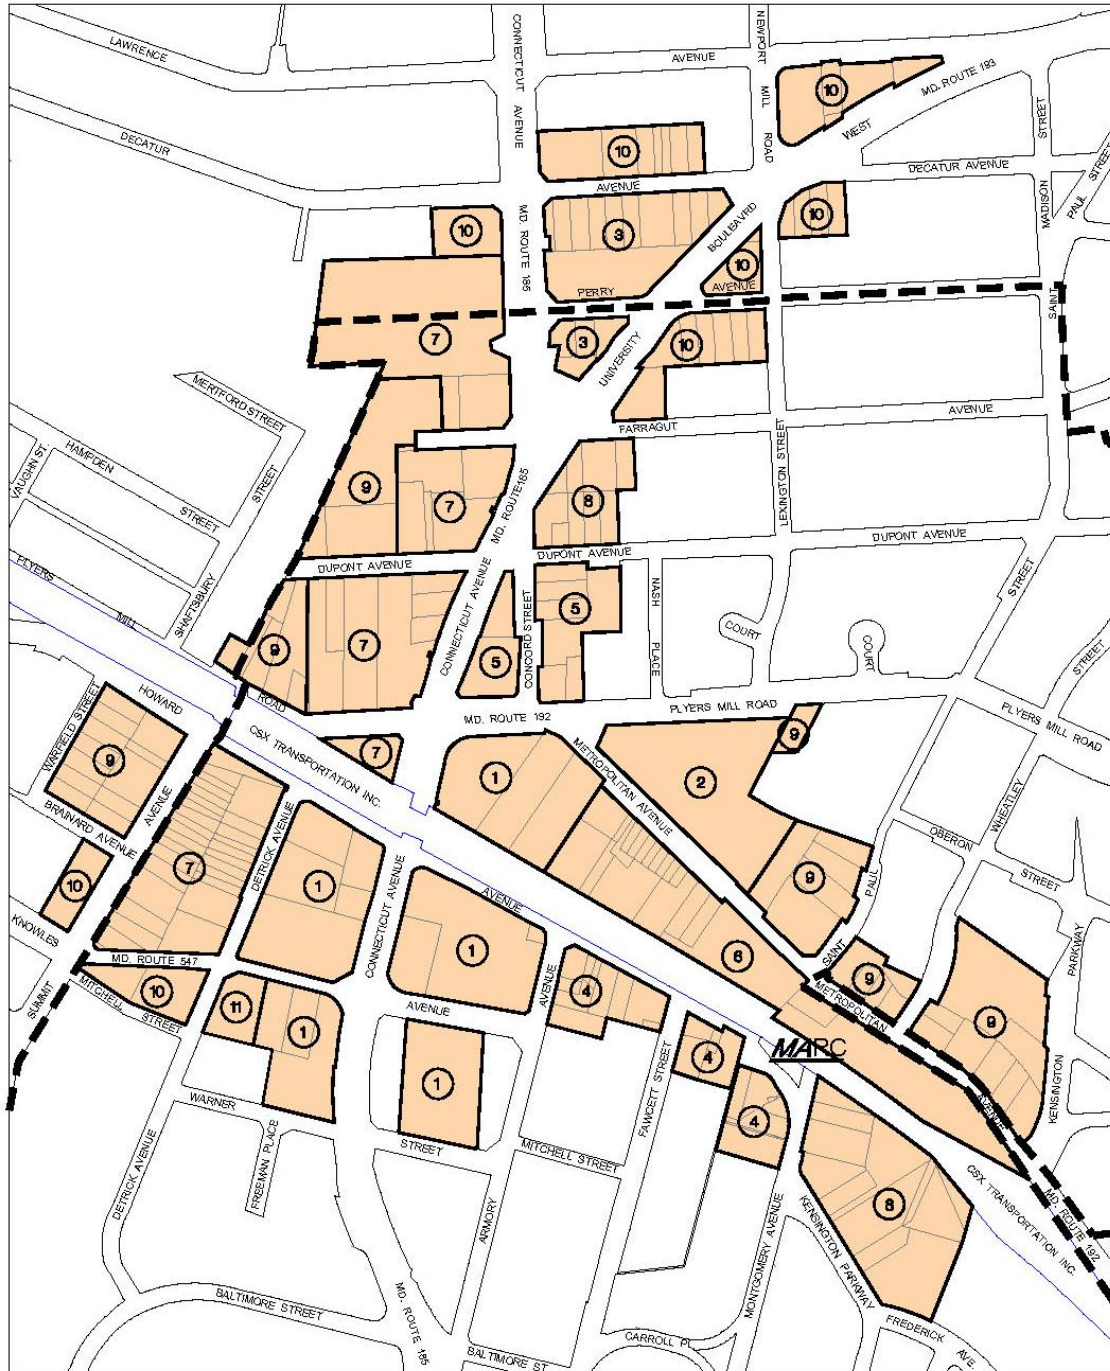 LAWRENCE
CONNECTICUT AVENUE
AVENUE
NEWPORT MILL ROAD
MD. ROUTE 193
WEST
10
STREET
DECATUR
10
AVENUE
DECATUR AVENUE
MADISON
PAUL STREET
10
MD. ROUTE 185
3
BOULEAVRD
10
10
PERRY
AVENUE
SAINT
7
3
UNIVERSITY
10
MERTFORD STREET
FARRAGUT
AVENUE
VAUGHN ST.
HAMPDEN
STREET
STREET
9
7
MD. ROUTE185
8
LEXINGTON STREET
DUPONT AVENUE
DUPONT AVENUE
DUPONT AVENUE
PLYERS
MILL
SHAFTSBURY
9
7
CONNECTICUT AVENUE
5
CONCORD STREET
5
NASH
PLACE
COURT
COURT
STREET
STREET
ROAD
HOWARD
MD. ROUTE 192
PLYERS MILL ROAD
PLYERS MILL ROAD
WARFIELD STREET
CSX TRANSPORTATION INC.
7
9
9
1
METROPOLITAN AVENUE
2
BRAINARD AVENUE
AVENUE
DETRICK AVENUE
WHEATLEY
OBERON
STREET
7
1
CONNECTICUT AVENUE
AVENUE
9
PAUL
10
KNOWLES
MD. ROUTE 547
1
6
SAINT
PARKWAY
SUMMIT
MITCHELL
STREET
10
11
1
AVENUE
AVENUE
4
9
METROPOLITAN
9
MARC
1
4
FAWCETT STREET
WARNER
FREEMAN PLACE
STREET
MITCHELL STREET
4
AVENUE
KENSINGTON
DETRICK AVENUE
ARMORY
MONTGOMERY AVENUE
KENSINGTON PARKWAY
8
CSX TRANSPORTATION INC.
MD. ROUTE 192
BALTIMORE STREET
MD. ROUTE 185
BALTIMORE ST.
CARROLL PL.
FREDERICK
AVE.